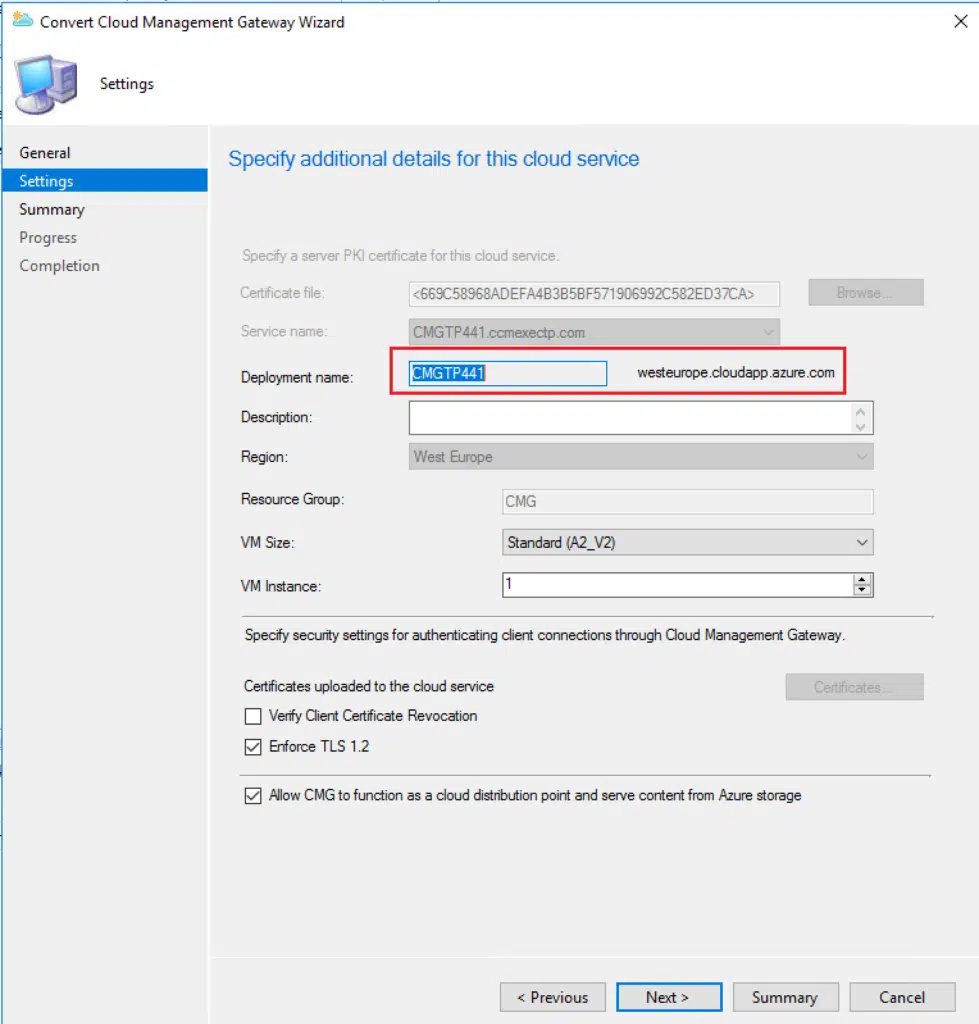 Convert Cloud Management Gateway Wizard
Settings
General
Settings
Summary
Progress
Completion
Specify additional details for this cloud service
Specify a server PKI certificate for this cloud service.
Certificate file: <669C58968ADEFA4B3B5BF571906992C582ED37CA> Browse...
Service name: CMGTP441.ccmexectp.com
Deployment name: CMGTP441 westeurope.cloudapp.azure.com
Description:
Region: West Europe
Resource Group: CMG
VM Size: Standard (A2_V2)
VM Instance: 1
Specify security settings for authenticating client connections through Cloud Management Gateway.
Certificates uploaded to the cloud service Certificates...
Verify Client Certificate Revocation
Enforce TLS 1.2
Allow CMG to function as a cloud distribution point and serve content from Azure storage
< Previous Next > Summary Cancel